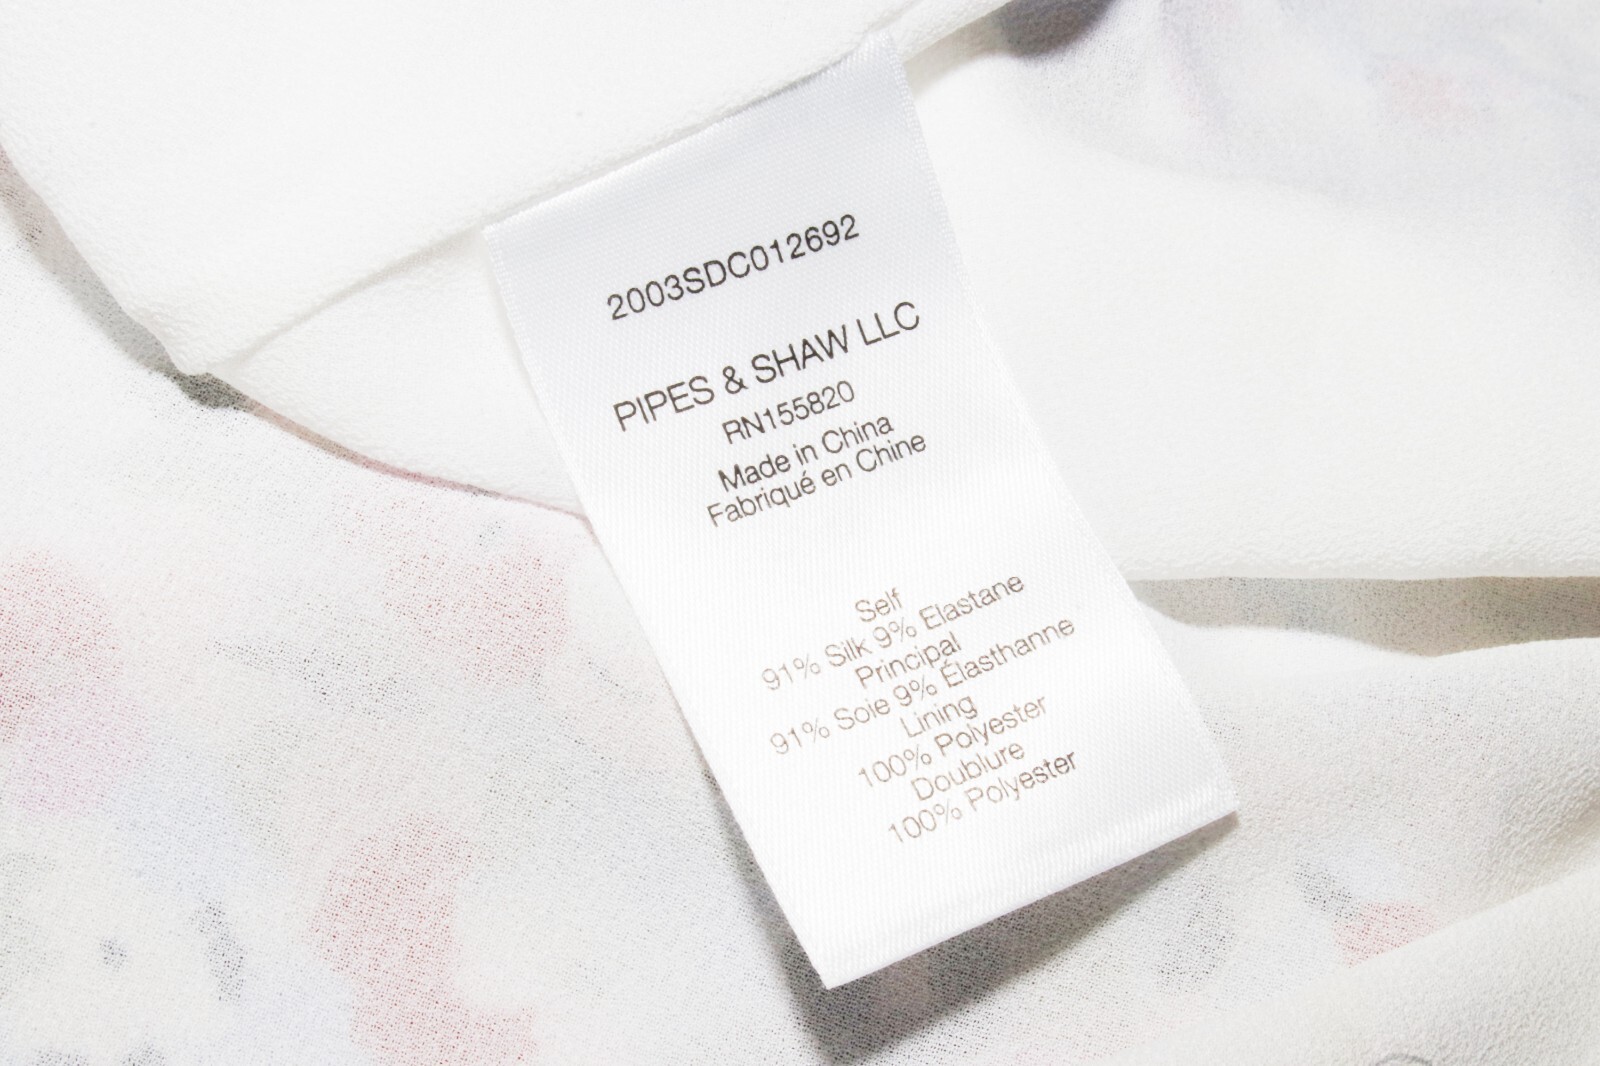 2003SDC012692
PIPES & SHAW LLC
RN155820
Made in China
Fabriqué en Chine
Self
91% Silk 9% Elastane
Principal
91% Soie 9% Élasthanne
Lining
100% Polyester
Doublure
100% Polyester